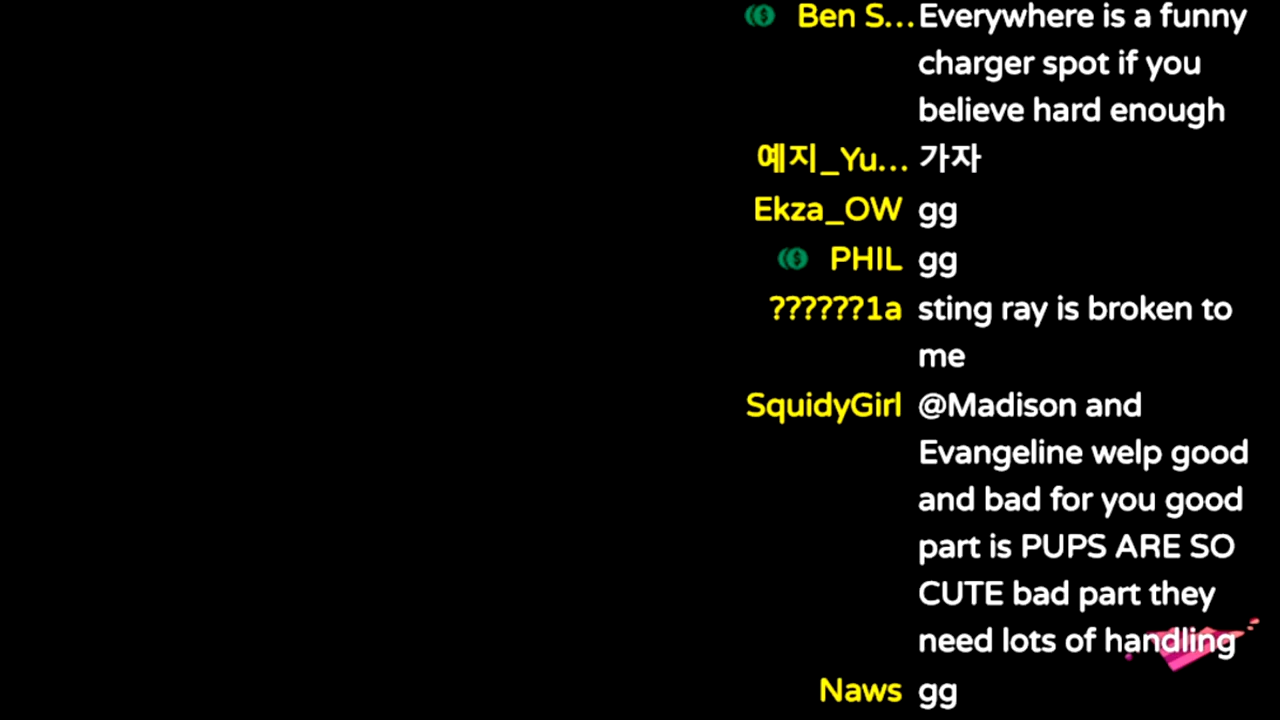 Ben S... Everywhere is a funny
charger spot if you
believe hard enough
예지_Yu... 가자
Ekza_OW gg
PHIL gg
??????1a sting ray is broken to
me
SquidyGirl @Madison and
Evangeline welp good
and bad for you good
part is PUPS ARE SO
CUTE bad part they
need lots of handling
Naws gg